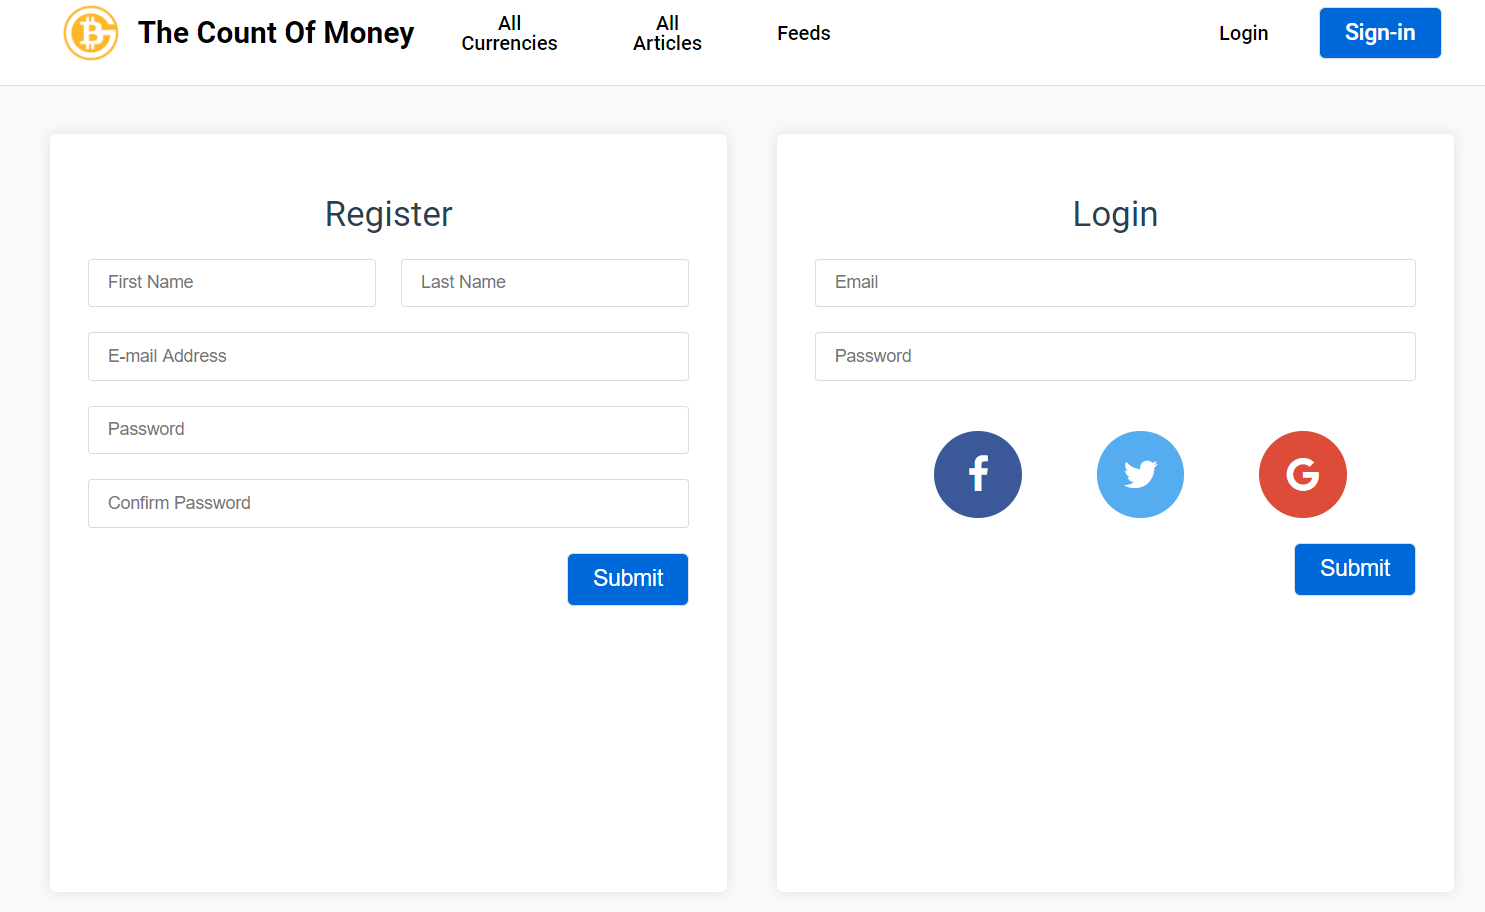 The Count Of Money
All
Currencies
All
Articles
Feeds
Login
Sign-in
Register
First Name
Last Name
E-mail Address
Password
Confirm Password
Submit
Login
Email
Password
Submit